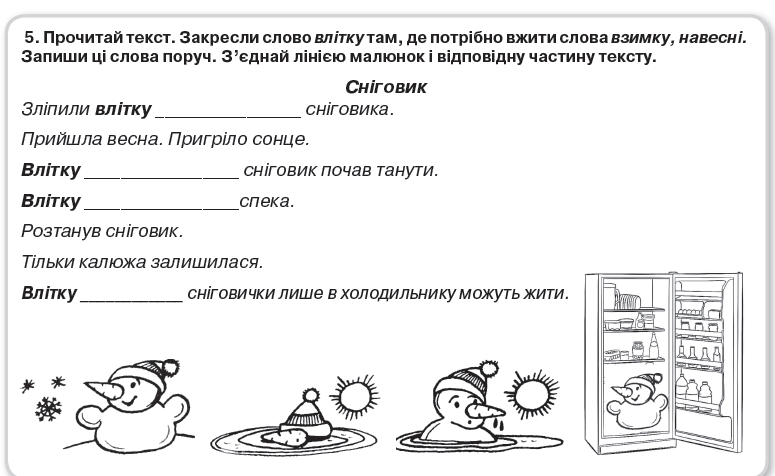 5. Прочитай текст. Закресли слово влітку там, де потрібно вжити слова взимку, навесні.
Запиши ці слова поруч. З’єднай лінією малюнок і відповідну частину тексту.
Сніговик
Зліпили влітку _______________ сніговика.
Прийшла весна. Пригріло сонце.
Влітку ________________ сніговик почав танути.
Влітку ________________спека.
Розтанув сніговик.
Тільки калюжа залишилася.
Влітку ____________ сніговички лише в холодильнику можуть жити.